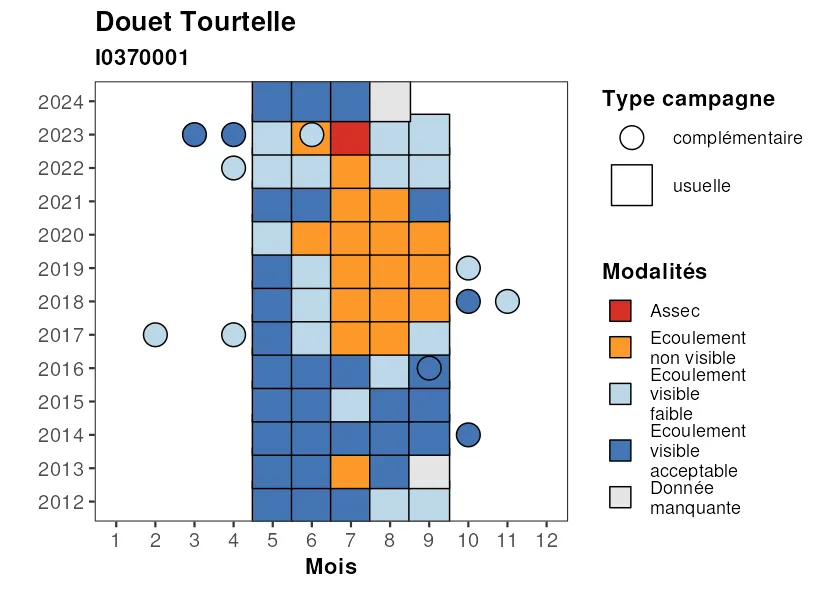 Douet Tourtelle
I0370001
2024
2023
2022
2021
2020
2019
2018
2017
2016
2015
2014
2013
2012
1 2 3 4 5 6 7 8 9 10 11 12
Mois
Type campagne
complémentaire
usuelle
Modalités
Assec
Ecoulement
non visible
Ecoulement
visible
faible
Ecoulement
visible
acceptable
Donnée
manquante